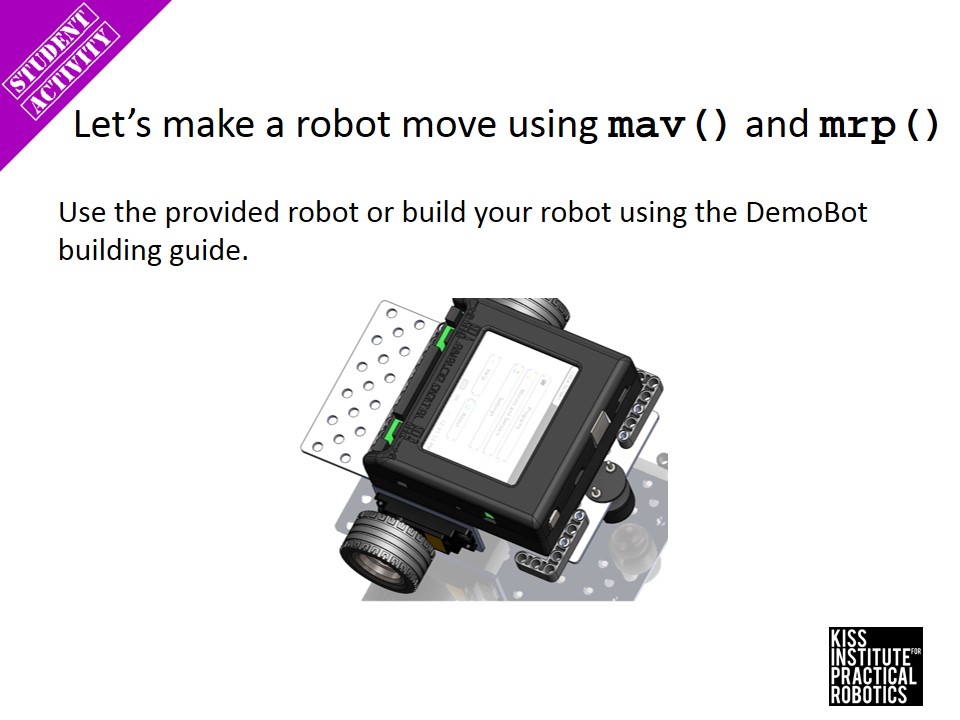 STUDENT
ACTIVITY
Let’s make a robot move using mav() and mrp()
Use the provided robot or build your robot using the DemoBot
building guide.
KISS
INSTITUTE FOR
PRACTICAL
ROBOTICS